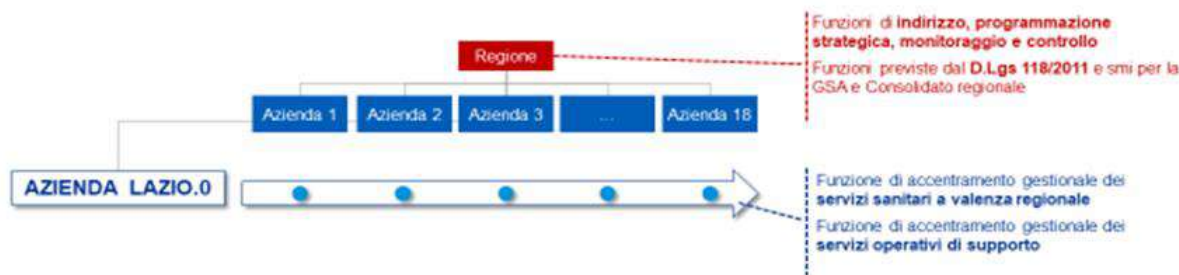 Funzioni di indirizzo, programmazione
strategica, monitoraggio e controllo
Funzioni previste dal D.Lgs 118/2011 e smi per la
GSA e Consolidato regionale
Regione
Azienda 1
Azienda 2
Azienda 3
...
Azienda 18
AZIENDA LAZIO.0
Funzione di accentramento gestionale dei
servizi sanitari a valenza regionale
Funzione di accentramento gestionale dei
servizi operativi di supporto